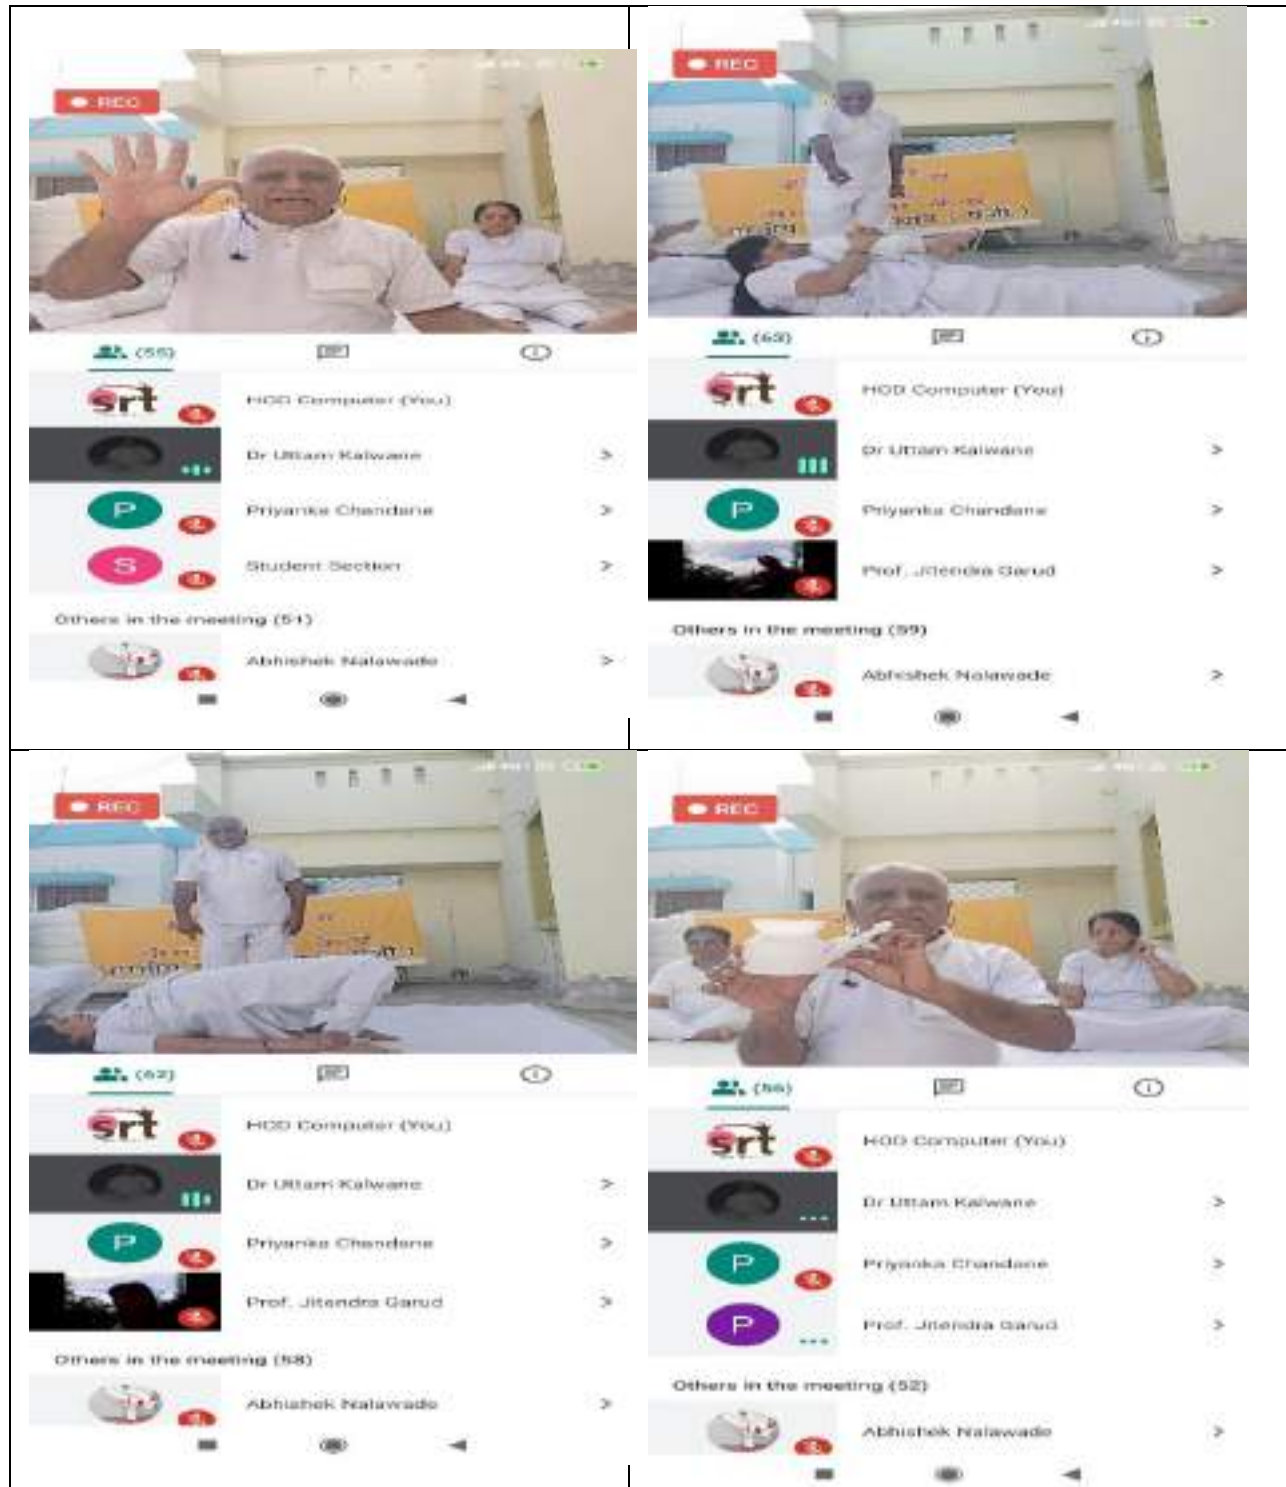 REC
(55)
srt
HOD Computer (You)
Dr Uttam Kalwane
P
Priyanka Chandane
S
Student Section
Others in the meeting (51)
Abhishek Nalawade
REC
(63)
srt
HOD Computer (You)
Dr Uttam Kalwane
P
Priyanka Chandane
Prof. Jitendra Garud
Others in the meeting (59)
Abhishek Nalawade
REC
(62)
srt
HOD Computer (You)
Dr Uttam Kalwane
P
Priyanka Chandane
Prof. Jitendra Garud
Others in the meeting (58)
Abhishek Nalawade
REC
(56)
srt
HOD Computer (You)
Dr Uttam Kalwane
P
Priyanka Chandane
P
Prof. Jitendra Garud
Others in the meeting (52)
Abhishek Nalawade